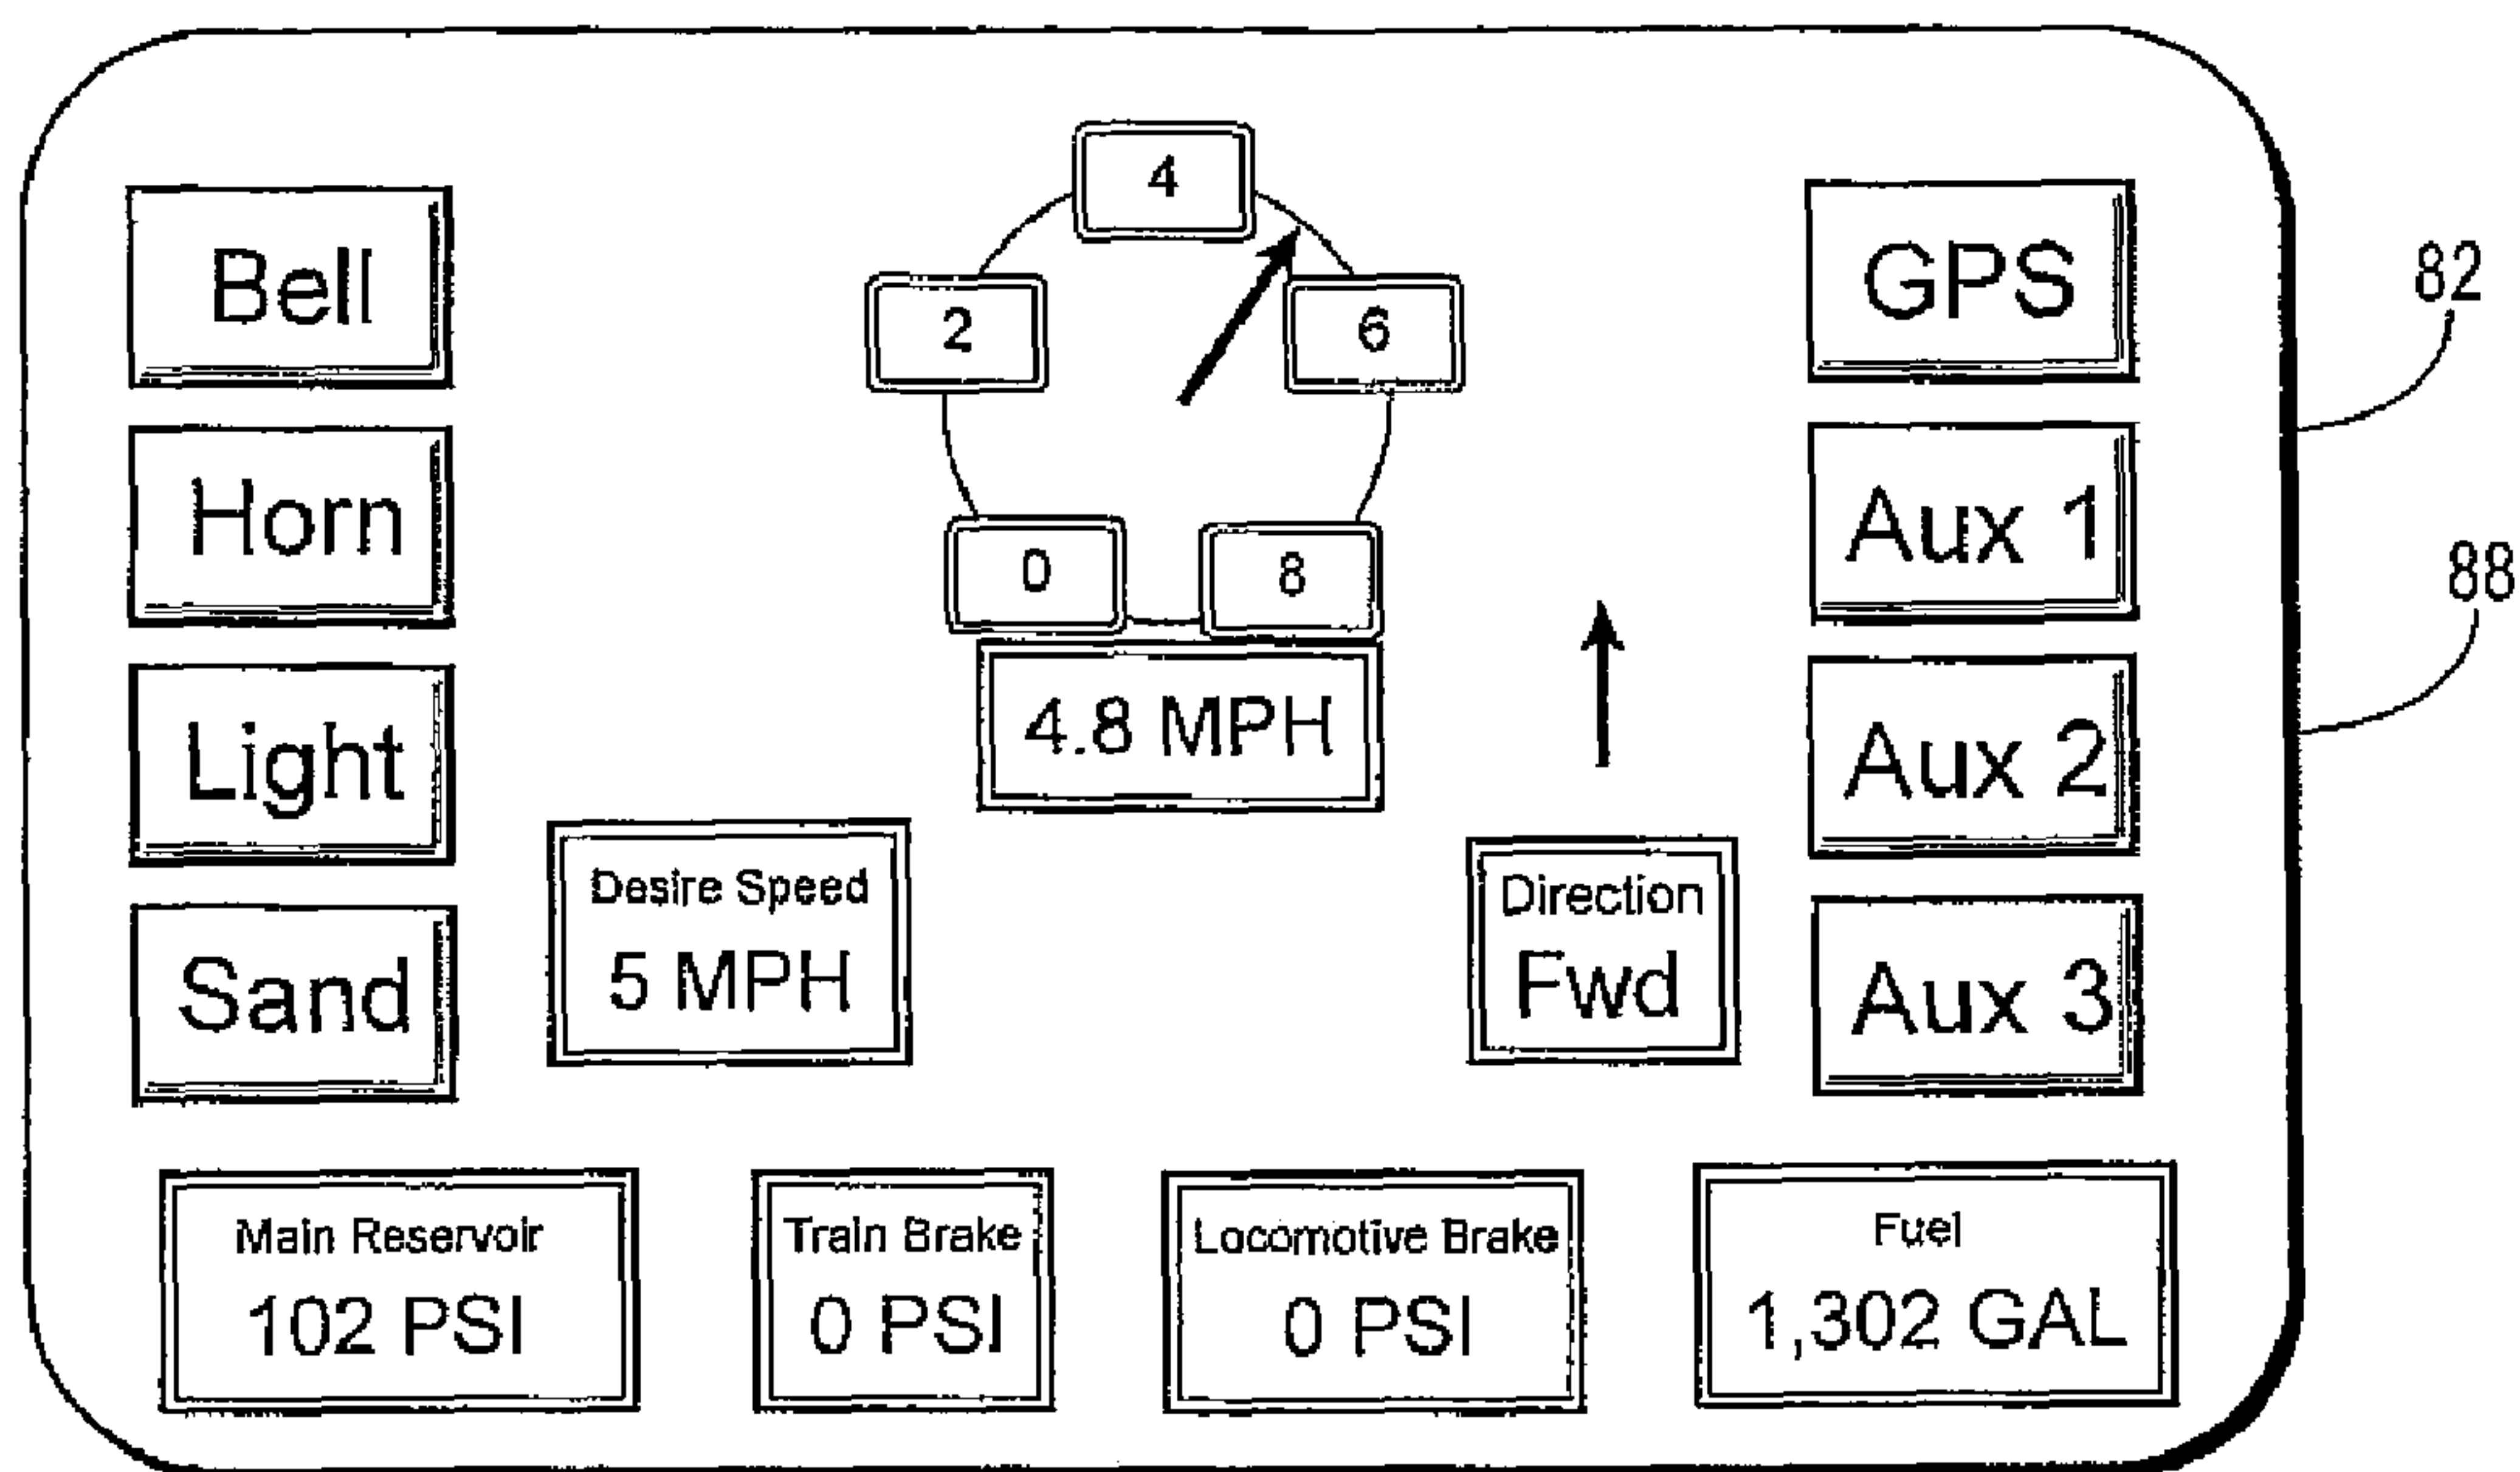 4
Bell
GPS
82
2
6
Horn
Aux 1
0
8
88
Light
4.8 MPH
Aux 2
Desire Speed
5 MPH
Direction
Fwd
Sand
Aux 3
Main Reservoir
102 PSI
Train Brake
0 PSI
Locomotive Brake
0 PSI
Fuel
1,302 GAL